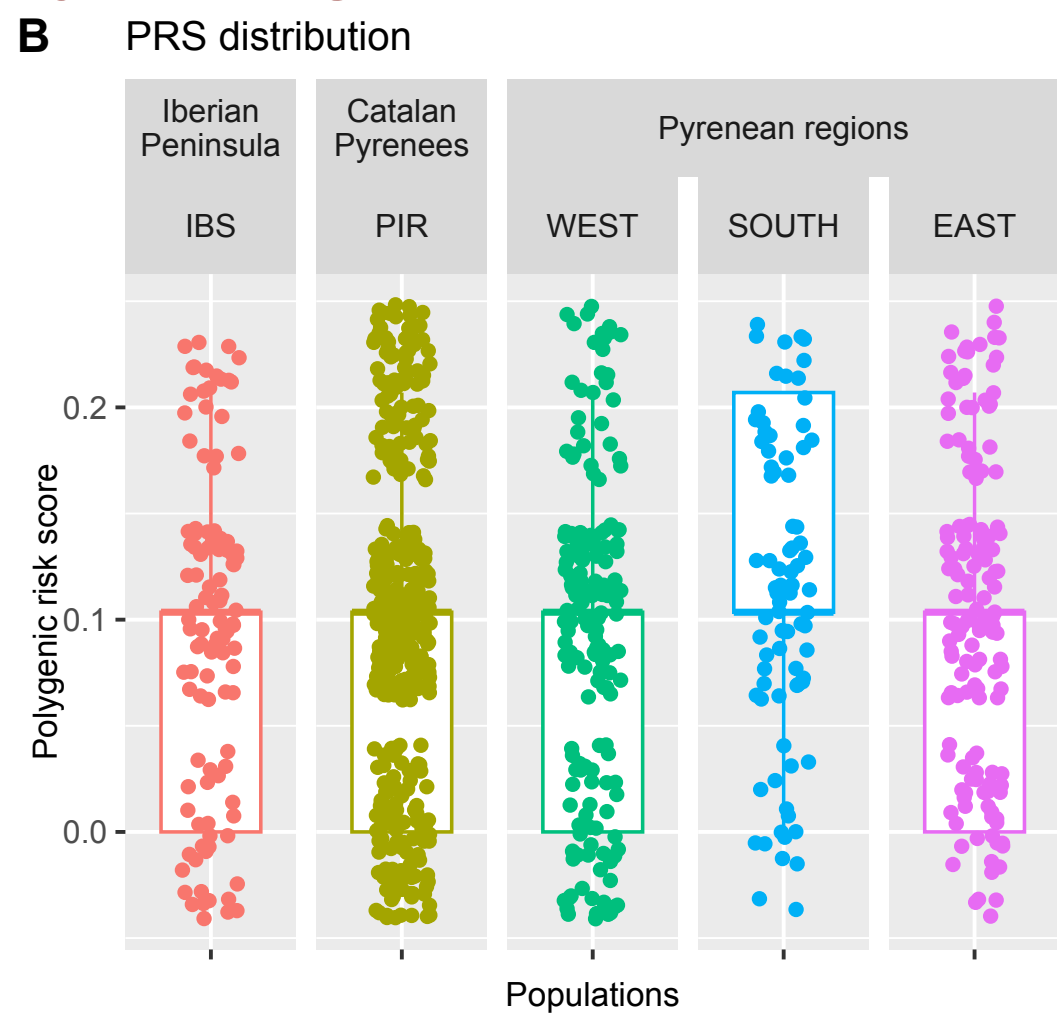 B PRS distribution
Iberian
Peninsula
Catalan
Pyrenees
Pyrenean regions
IBS
PIR
WEST
SOUTH
EAST
Polygenic risk score
0.2
0.1
0.0
Populations